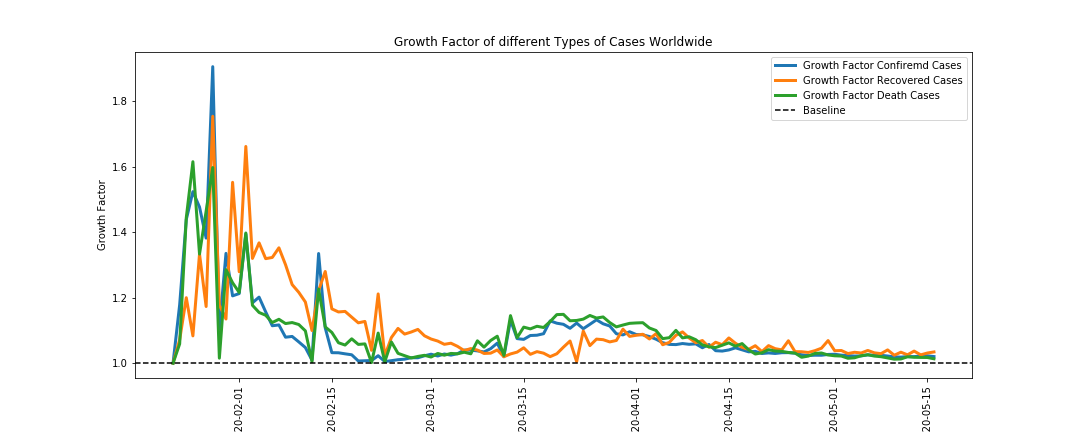 Growth Factor of different Types of Cases Worldwide
Growth Factor Confiremd Cases
Growth Factor Recovered Cases
Growth Factor Death Cases
Baseline
Growth Factor
1.8
1.6
1.4
1.2
1.0
20-02-01
20-02-15
20-03-01
20-03-15
20-04-01
20-04-15
20-05-01
20-05-15